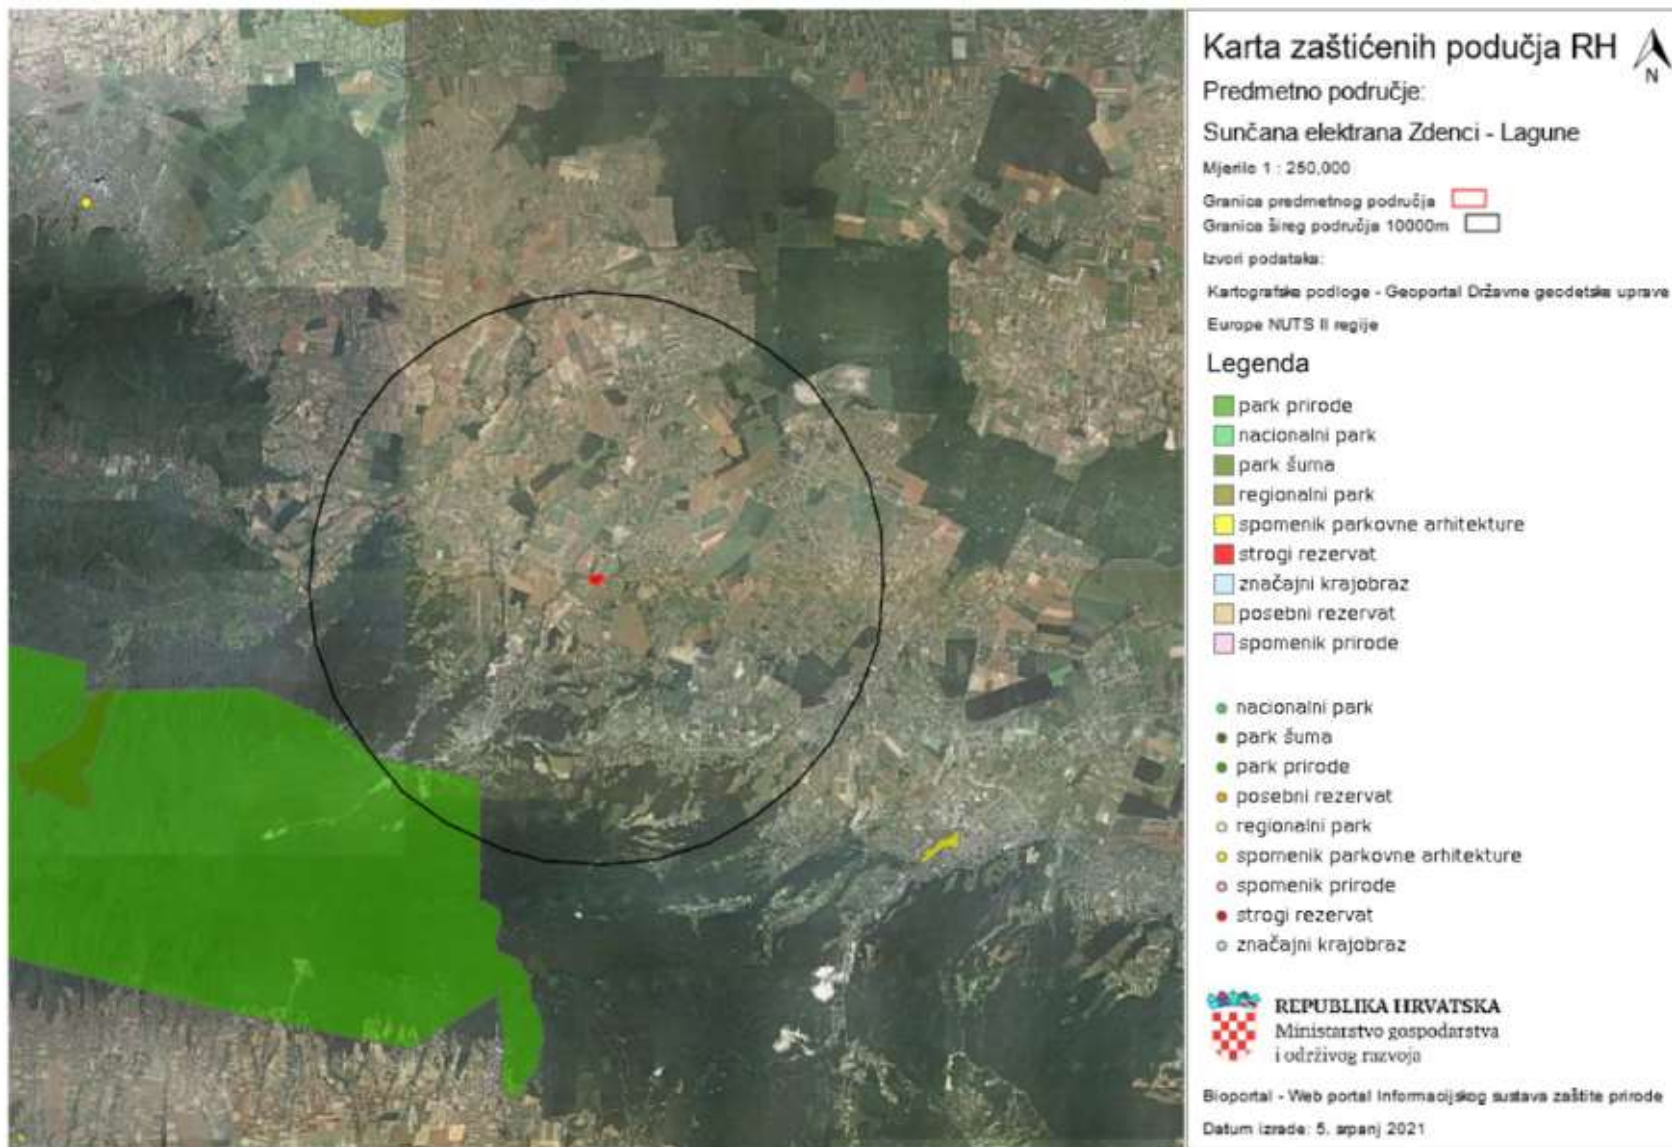 Karta zaštićenih područja RH
N
Predmetno područje:
Sunčana elektrana Zdenci - Lagune
Mjerilo 1 : 250,000
Granica predmetnog područja
Granica šireg područja 10000m
Izvori podataka:
Kartografske podloge - Geoportal Državne geodetske uprave
Europe NUTS II regije
Legenda
park prirode
nacionalni park
park šuma
regionalni park
spomenik parkovne arhitekture
strogi rezervat
značajni krajobraz
posebni rezervat
spomenik prirode
nacionalni park
park šuma
park prirode
posebni rezervat
regionalni park
spomenik parkovne arhitekture
spomenik prirode
strogi rezervat
značajni krajobraz
REPUBLIKA HRVATSKA
Ministarstvo gospodarstva
i održivog razvoja
Bioportal - Web portal Informacijskog sustava zaštite prirode
Datum izrade: 5. srpanj 2021